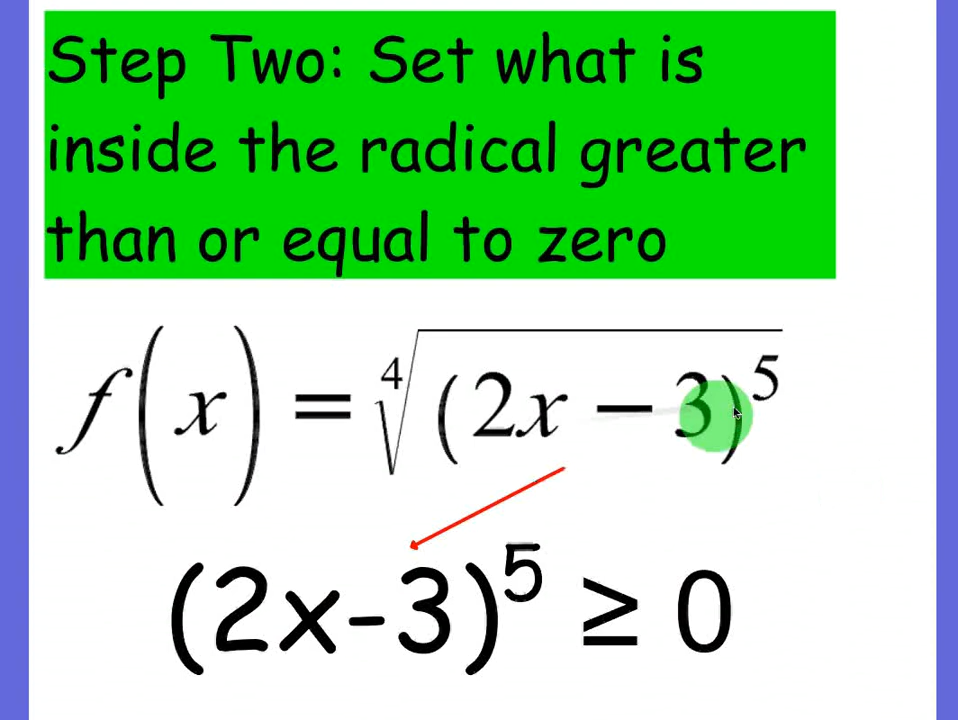 Step Two: Set what is
inside the radical greater
than or equal to zero
f(x) = ∜(2x − 3)⁵
(2x-3)⁵ ≥ 0